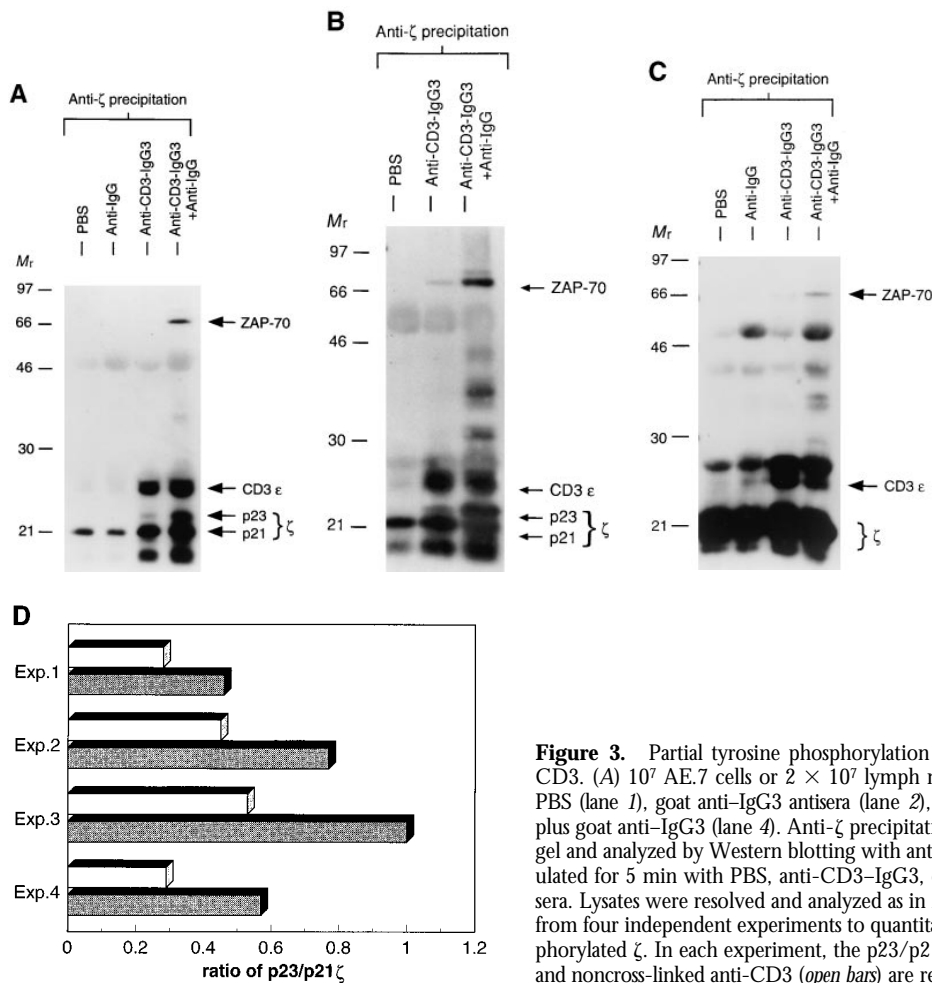 A
Anti-ζ precipitation
PBS
Anti-IgG
Anti-CD3-IgG3
Anti-CD3-IgG3
+Anti-IgG
Mr
97
66
46
30
21
ZAP-70
CD3 ε
p23
p21
ζ
B
Anti-ζ precipitation
PBS
Anti-CD3-IgG3
Anti-CD3-IgG3
+Anti-IgG
Mr
97
66
46
30
21
ZAP-70
CD3 ε
p23
p21
ζ
C
Anti-ζ precipitation
PBS
Anti-IgG
Anti-CD3-IgG3
Anti-CD3-IgG3
+Anti-IgG
Mr
97
66
46
30
21
ZAP-70
CD3 ε
ζ
D
Exp.1
Exp.2
Exp.3
Exp.4
0 0.2 0.4 0.6 0.8 1 1.2
ratio of p23/p21ζ
Figure 3. Partial tyrosine phosphorylation
CD3. (A) 10⁷ AE.7 cells or 2 × 10⁷ lymph
PBS (lane 1), goat anti–IgG3 antisera (lane 2),
plus goat anti–IgG3 (lane 4). Anti-ζ precipitati
gel and analyzed by Western blotting with ant
ulated for 5 min with PBS, anti-CD3–IgG3,
sera. Lysates were resolved and analyzed as in
from four independent experiments to quantita
phorylated ζ. In each experiment, the p23/p2
and noncross-linked anti-CD3 (open bars) are re